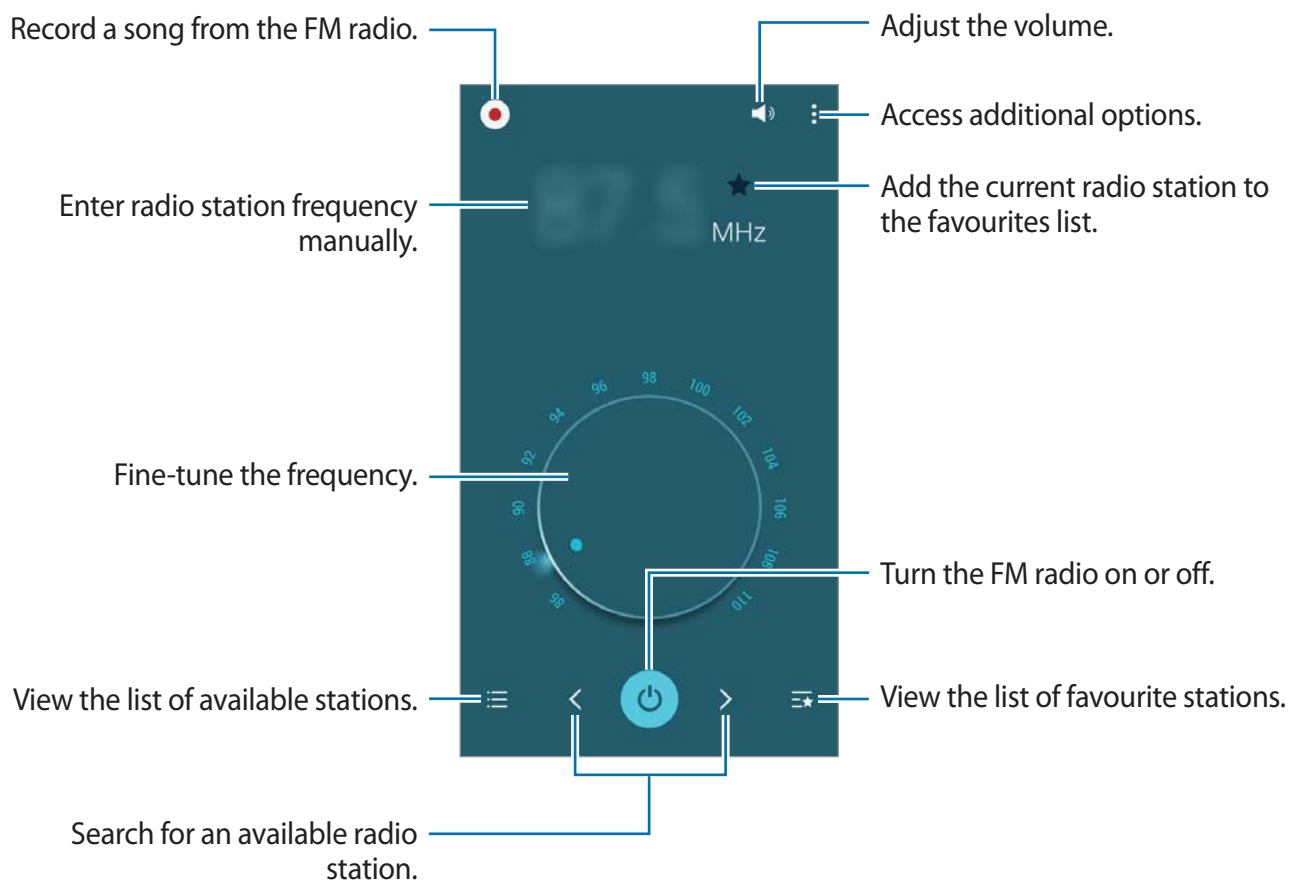 Record a song from the FM radio.
Adjust the volume.
Access additional options.
Enter radio station frequency
manually.
MHz
Add the current radio station to
the favourites list.
86
88
90
92
94
96
98
100
102
104
106
108
110
Fine-tune the frequency.
Turn the FM radio on or off.
View the list of available stations.
View the list of favourite stations.
Search for an available radio
station.